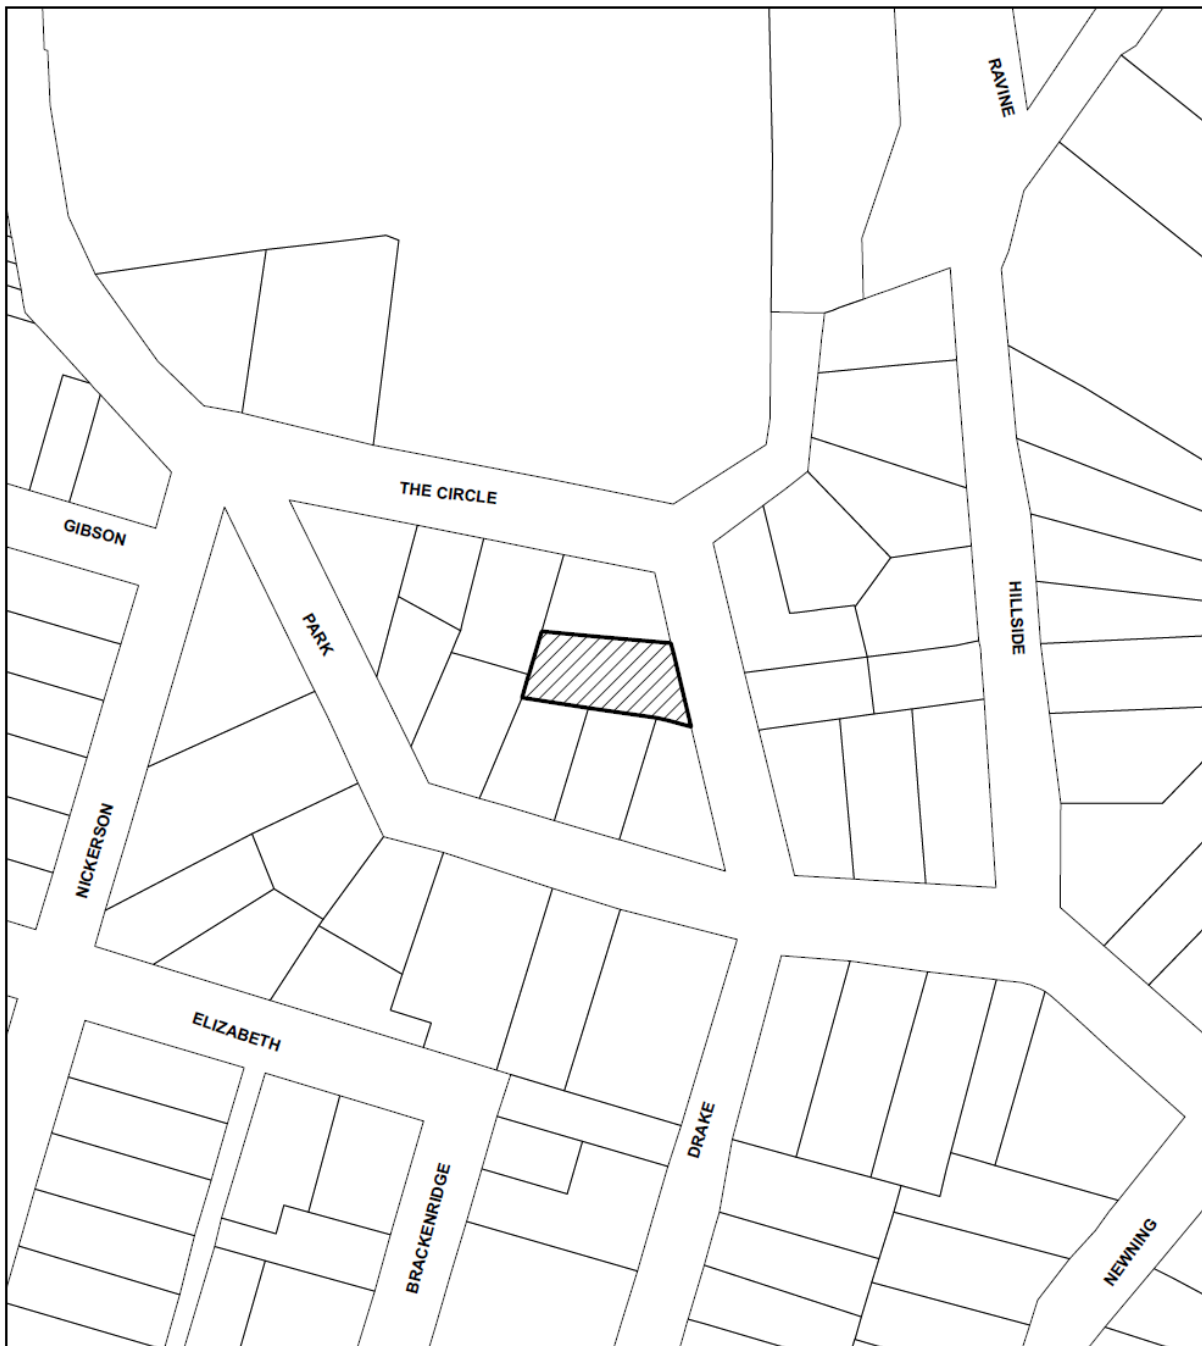 RAVINE
THE CIRCLE
GIBSON
HILLSIDE
PARK
NICKERSON
ELIZABETH
DRAKE
BRACKENRIDGE
NEWNING